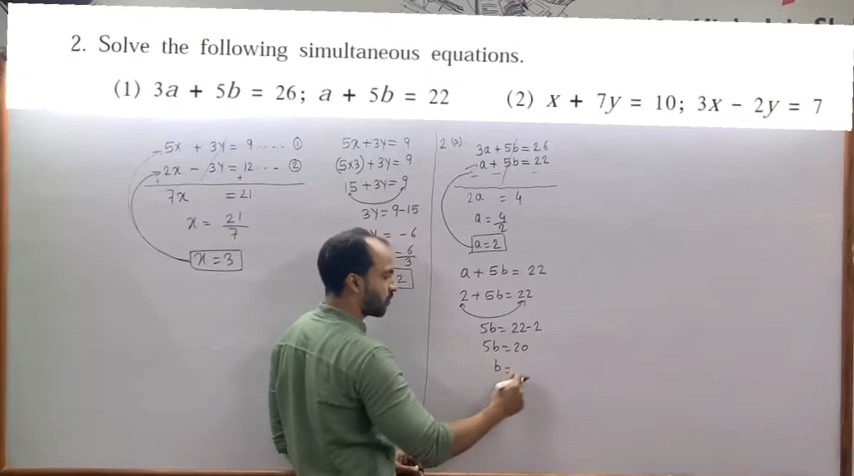 2. Solve the following simultaneous equations.
(1) 3a + 5b = 26; a + 5b = 22
(2) x + 7y = 10; 3x − 2y = 7
5x + 3y = 9 .... ①
2x − 3y = 12 ... ②
7x = 21
x = 21/7
x = 3
5x + 3y = 9
(5x3) + 3y = 9
15 + 3y = 9
3y = 9-15
y = -6
2 (a)
3a + 5b = 26
a + 5b = 22
2a = 4
a = 4/2
a = 2
a + 5b = 22
2 + 5b = 22
5b = 22-2
5b = 20
b =